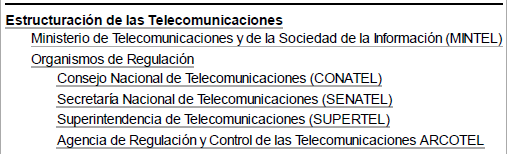 Estructuración de las Telecomunicaciones
Ministerio de Telecomunicaciones y de la Sociedad de la Información (MINTEL)
Organismos de Regulación
Consejo Nacional de Telecomunicaciones (CONATEL)
Secretaría Nacional de Telecomunicaciones (SENATEL)
Superintendencia de Telecomunicaciones (SUPERTEL)
Agencia de Regulación y Control de las Telecomunicaciones ARCOTEL